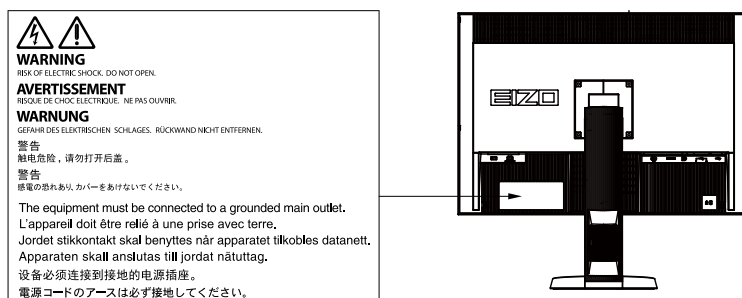 WARNING
RISK OF ELECTRIC SHOCK. DO NOT OPEN.
AVERTISSEMENT
RISQUE DE CHOC ELECTRIQUE. NE PAS OUVRIR.
WARNUNG
GEFAHR DES ELEKTRISCHEN SCHLAGES. RÜCKWAND NICHT ENTFERNEN.
警告
触电危险，请勿打开后盖。
警告
感電の恐れあり、カバーをあけないでください。
The equipment must be connected to a grounded main outlet.
L'appareil doit être relié à une prise avec terre.
Jordet stikkontakt skal benyttes når apparatet tilkobles datanett.
Apparaten skall anslutas till jordat nätuttag.
设备必须连接到接地的电源插座。
電源コードのアースは必ず接地してください。
EIZO